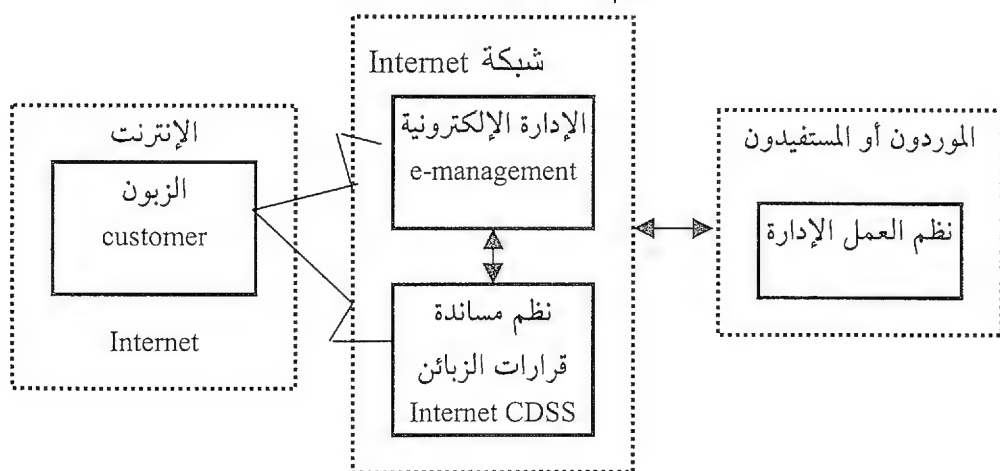 شبكة Internet
الإدارة الإلكترونية
e-management
نظم مساندة
قرارات الزبائن
Internet CDSS
الإنترنت
الزبون
customer
Internet
الموردون أو المستفيدون
نظم العمل الإدارة